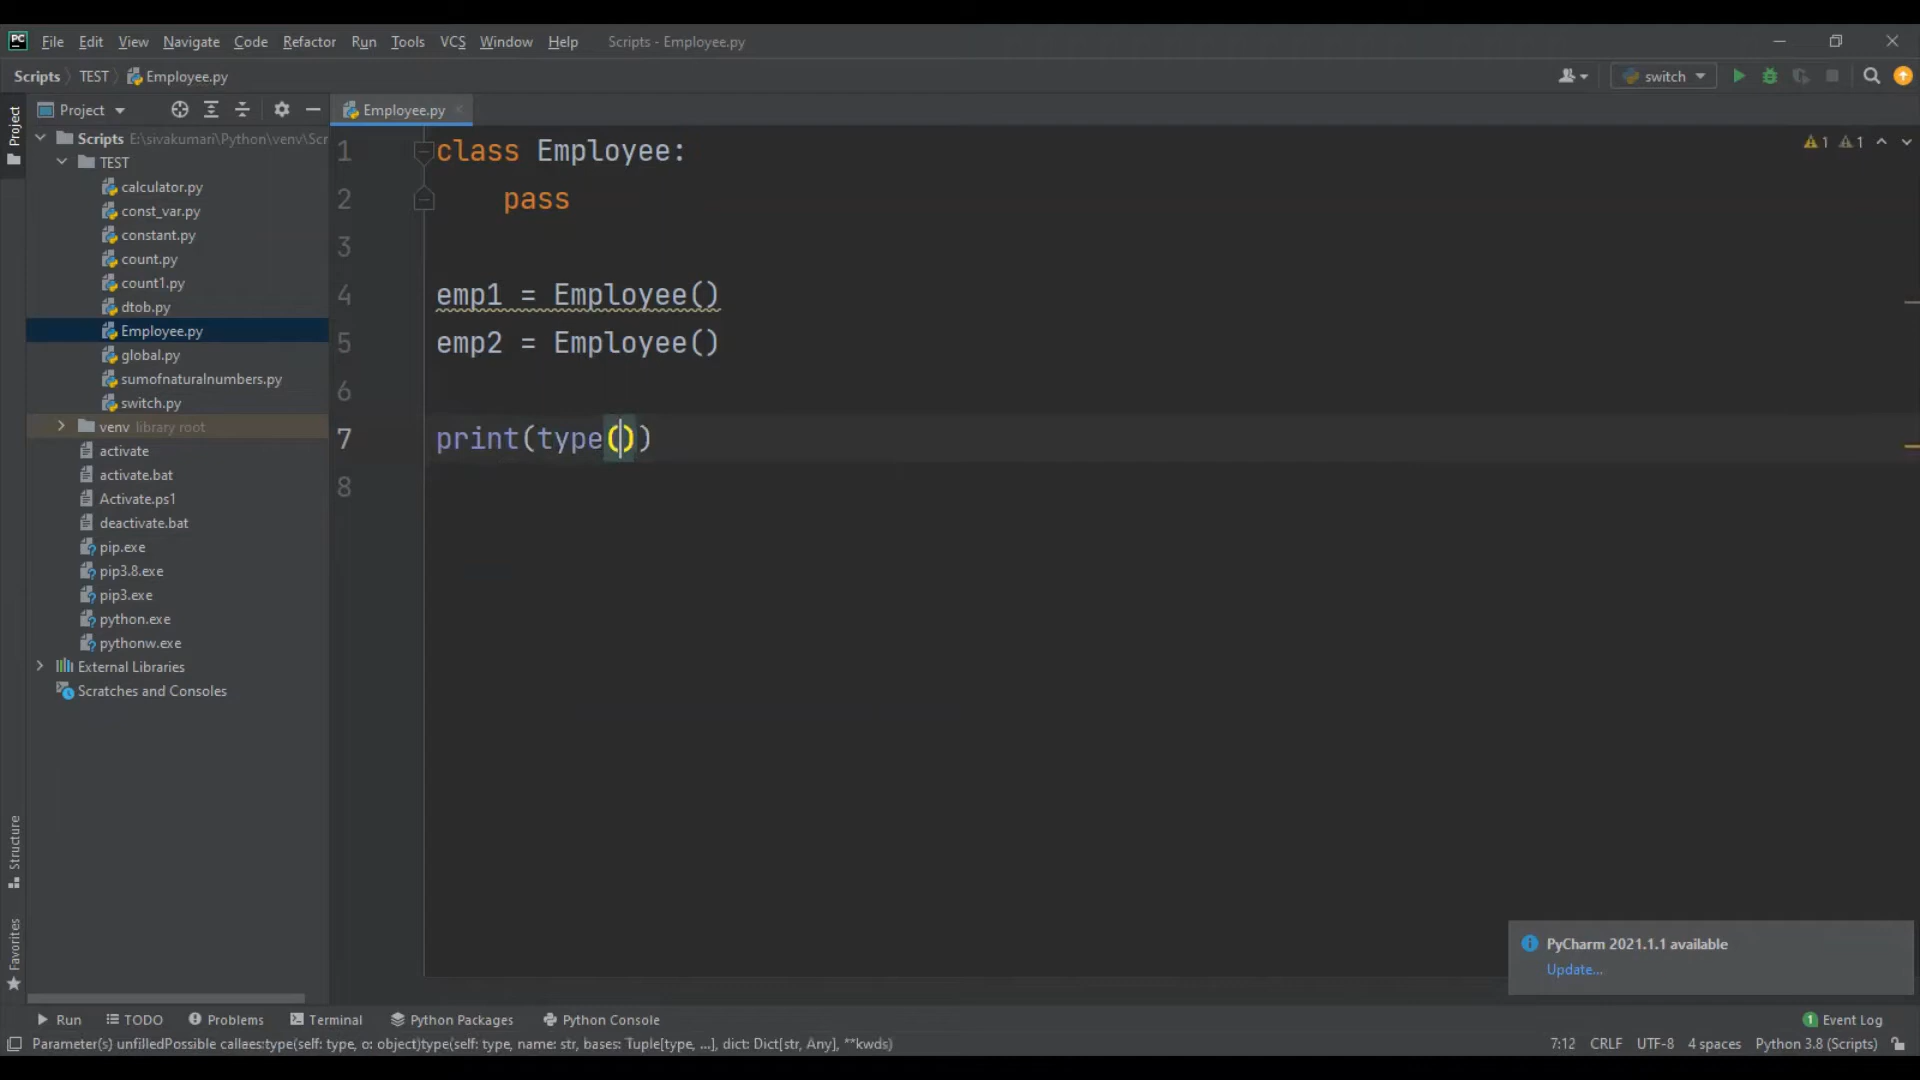 PC File Edit View Navigate Code Refactor Run Tools VCS Window Help Scripts - Employee.py
Scripts TEST Employee.py switch
Project Employee.py
Project
Scripts E:\sivakumari\Python\venv\Scr
TEST
calculator.py
const_var.py
constant.py
count.py
count1.py
dtob.py
Employee.py
global.py
sumofnaturalnumbers.py
switch.py
venv library root
activate
activate.bat
Activate.ps1
deactivate.bat
pip.exe
pip3.8.exe
pip3.exe
python.exe
pythonw.exe
External Libraries
Scratches and Consoles
Structure
Favorites
1 class Employee:
2 pass
3
4 emp1 = Employee()
5 emp2 = Employee()
6
7 print(type())
8
1 1
PyCharm 2021.1.1 available
Update...
Run TODO Problems Terminal Python Packages Python Console 1 Event Log
Parameter(s) unfilledPossible callees:type(self: type, o: object)type(self: type, name: str, bases: Tuple[type, ...], dict: Dict[str, Any], **kwds) 7:12 CRLF UTF-8 4 spaces Python 3.8 (Scripts)